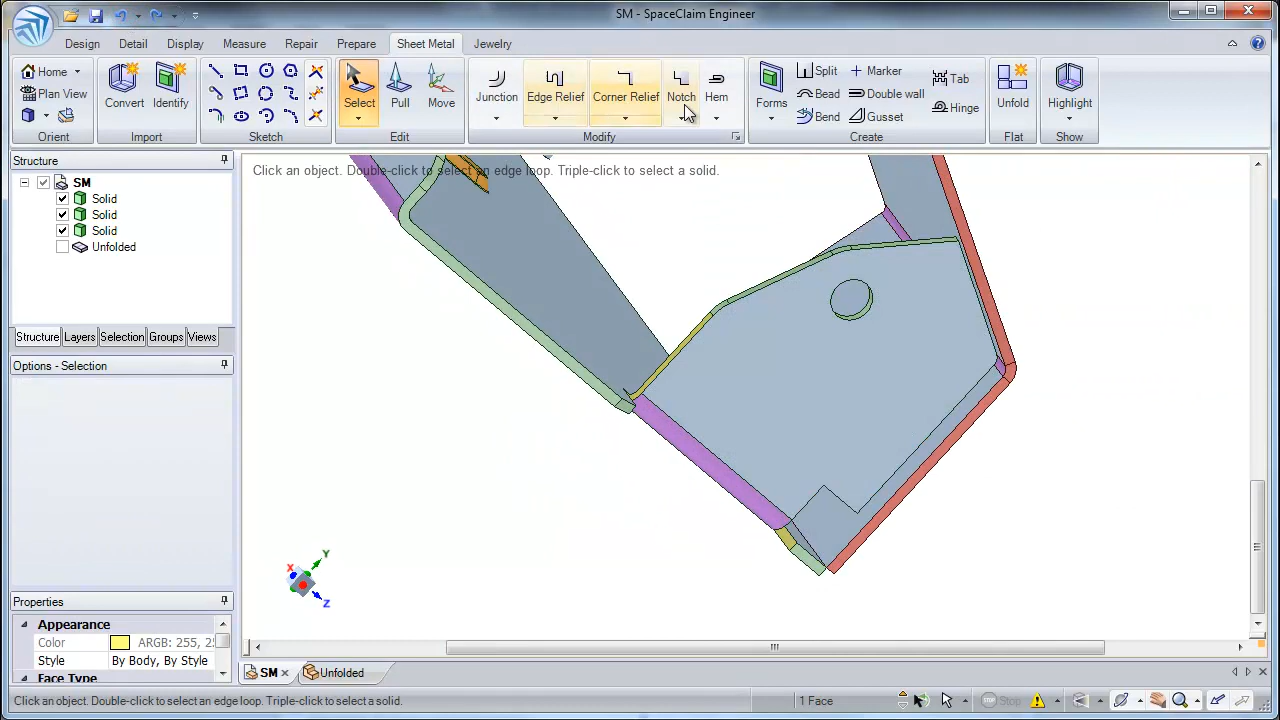 SM - SpaceClaim Engineer
Design Detail Display Measure Repair Prepare Sheet Metal Jewelry
Home
Plan View
Orient
Convert Identify
Import
Sketch
Select Pull Move
Edit
Junction Edge Relief Corner Relief Notch Hem
Modify
Forms
Split Marker Tab
Bead Double wall
Bend Gusset Hinge
Create
Unfold
Flat
Highlight
Show
Structure
SM
Solid
Solid
Solid
Unfolded
Structure Layers Selection Groups Views
Options - Selection
Properties
Appearance
Color ARGB: 255, 2
Style By Body, By Style
Face Type
Click an object. Double-click to select an edge loop. Triple-click to select a solid.
X Y Z
SM Unfolded
Click an object. Double-click to select an edge loop. Triple-click to select a solid.
1 Face
Stop